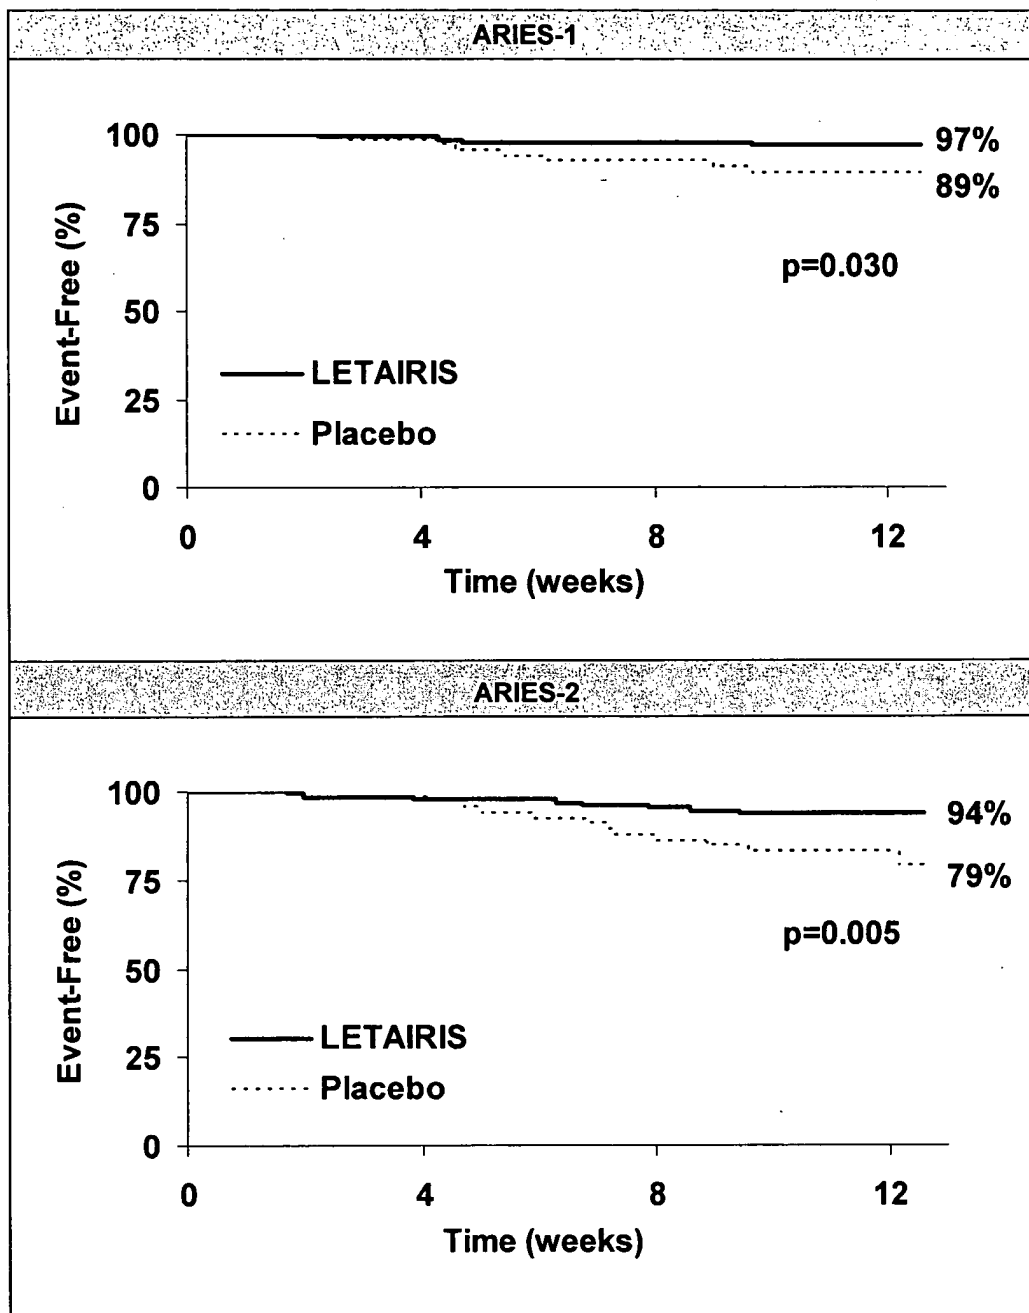 ARIES-1
100
75
50
25
0
Event-Free (%)
97%
89%
p=0.030
LETAIRIS
Placebo
0 4 8 12
Time (weeks)
ARIES-2
100
75
50
25
0
Event-Free (%)
94%
79%
p=0.005
LETAIRIS
Placebo
0 4 8 12
Time (weeks)